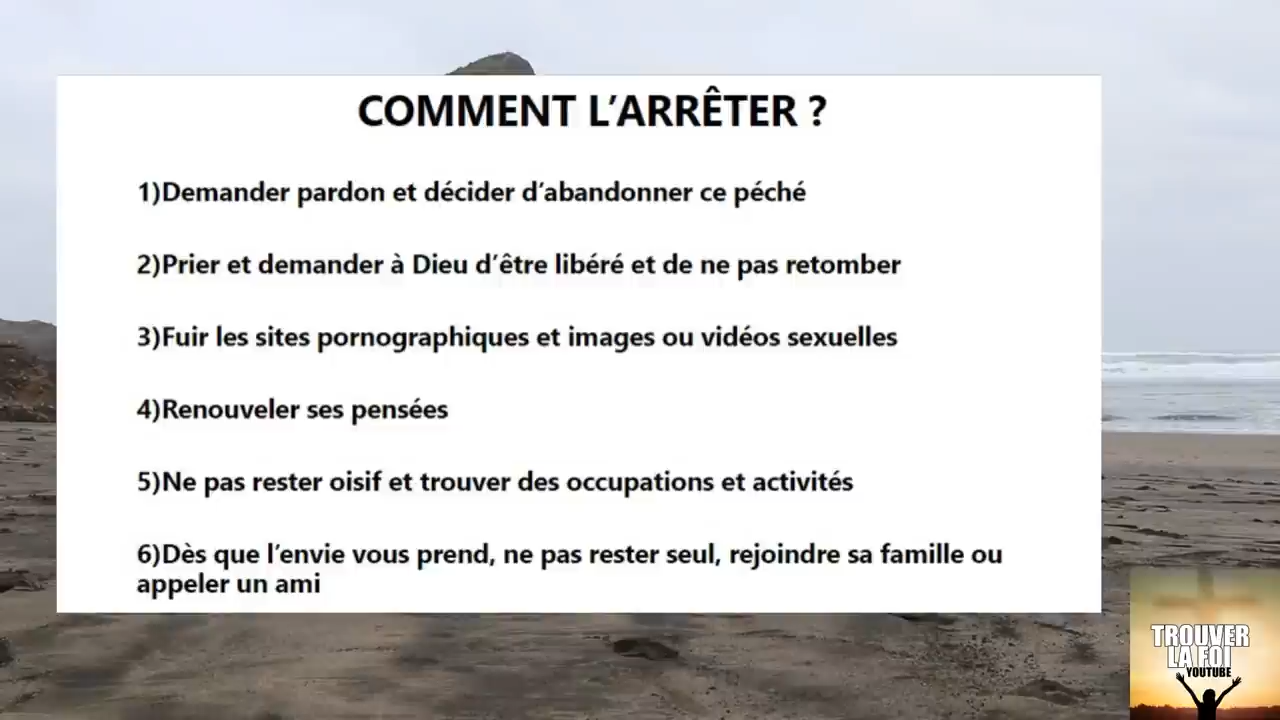 COMMENT L’ARRÊTER ?
1)Demander pardon et décider d’abandonner ce péché
2)Prier et demander à Dieu d’être libéré et de ne pas retomber
3)Fuir les sites pornographiques et images ou vidéos sexuelles
4)Renouveler ses pensées
5)Ne pas rester oisif et trouver des occupations et activités
6)Dès que l’envie vous prend, ne pas rester seul, rejoindre sa famille ou
appeler un ami
TROUVER
LA FOI
YOUTUBE